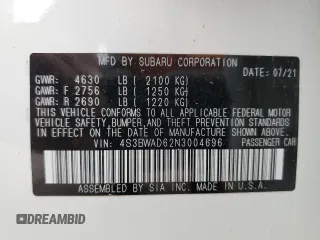 MFD BY SUBARU CORPORATION
DATE 07/21
GVWR: 4630 LB ( 2100 KG)
GAWR: F 2756 LB ( 1250 KG)
GAWR: R 2690 LB ( 1220 KG)
THIS VEHICLE CONFORMS TO ALL APPLICABLE FEDERAL MOTOR
VEHICLE SAFETY, BUMPER, AND THEFT PREVENTION STANDARDS
IN EFFECT ON THE DATE OF MANUFACTURE SHOWN ABOVE.
VIN: 4S3BWAD62N3004696
PASSENGER CAR
ASSEMBLED BY SIA INC. MADE IN U.S.A.
DREAMBID
DREAMBID